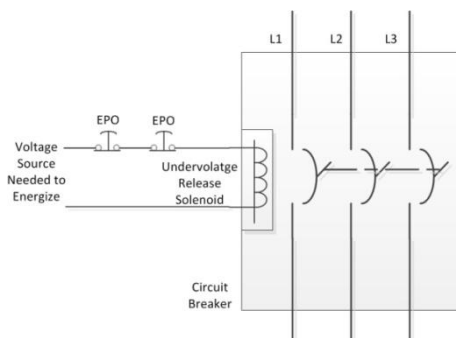 L1
L2
L3
EPO
EPO
Voltage
Source
Needed to
Energize
Undervolatge
Release
Solenoid
Circuit
Breaker